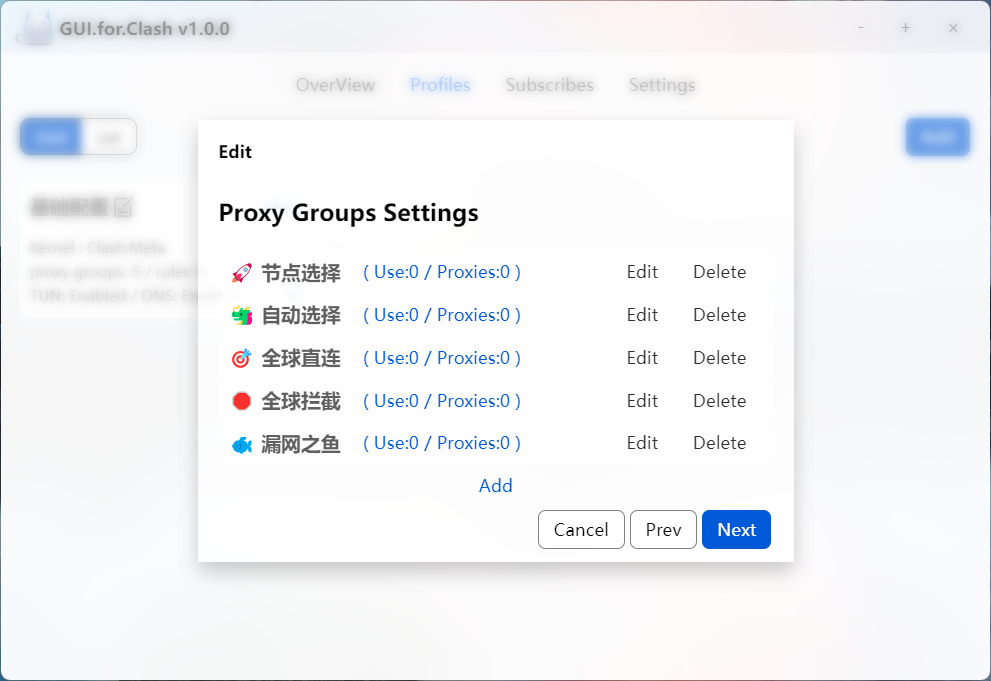 GUI.for.Clash v1.0.0
OverView Profiles Subscribes Settings
Edit
基础配置
Kernel : Clash.Meta
proxy groups: 5 / rules:
TUN: Enabled / DNS:
Proxy Groups Settings
🚀 节点选择 ( Use:0 / Proxies:0 ) Edit Delete
🎏 自动选择 ( Use:0 / Proxies:0 ) Edit Delete
🎯 全球直连 ( Use:0 / Proxies:0 ) Edit Delete
🛑 全球拦截 ( Use:0 / Proxies:0 ) Edit Delete
🐟 漏网之鱼 ( Use:0 / Proxies:0 ) Edit Delete
Add
Cancel Prev Next